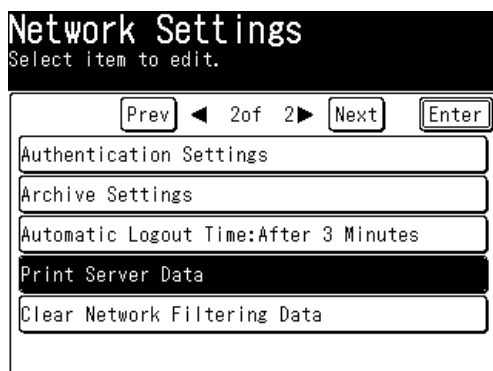 Network Settings
Select item to edit.
Prev ◀ 2of 2▶ Next Enter
Authentication Settings
Archive Settings
Automatic Logout Time:After 3 Minutes
Print Server Data
Clear Network Filtering Data